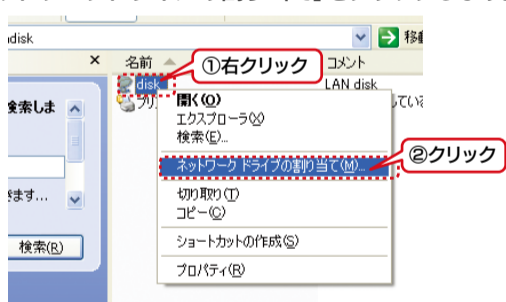 disk
移動
名前
コメント
①右クリック
disk
LAN disk
開く(O)
エクスプローラ(X)
検索(E)...
ネットワーク ドライブの割り当て(M)...
②クリック
切り取り(T)
コピー(C)
ショートカットの作成(S)
プロパティ(R)
検索しま
きます...
検索(R)